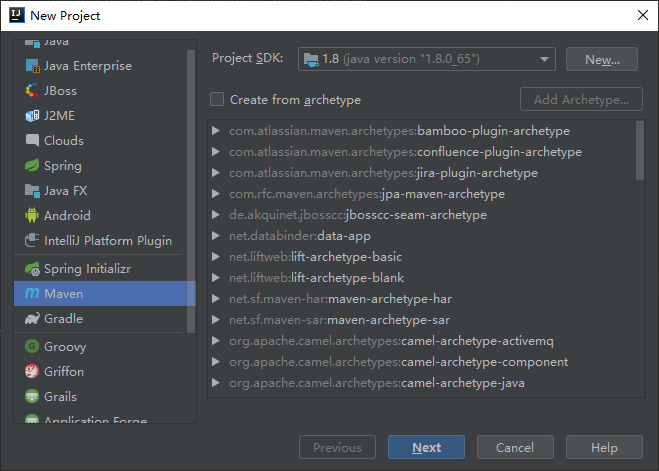 New Project
Java
Java Enterprise
JBoss
J2ME
Clouds
Spring
Java FX
Android
IntelliJ Platform Plugin
Spring Initializr
Maven
Gradle
Groovy
Griffon
Grails
Application Forge
Project SDK: 1.8 (java version "1.8.0_65") New...
Create from archetype Add Archetype...
com.atlassian.maven.archetypes:bamboo-plugin-archetype
com.atlassian.maven.archetypes:confluence-plugin-archetype
com.atlassian.maven.archetypes:jira-plugin-archetype
com.rfc.maven.archetypes:jpa-maven-archetype
de.akquinet.jbosscc:jbosscc-seam-archetype
net.databinder:data-app
net.liftweb:lift-archetype-basic
net.liftweb:lift-archetype-blank
net.sf.maven-har:maven-archetype-har
net.sf.maven-sar:maven-archetype-sar
org.apache.camel.archetypes:camel-archetype-activemq
org.apache.camel.archetypes:camel-archetype-component
org.apache.camel.archetypes:camel-archetype-java
Previous Next Cancel Help